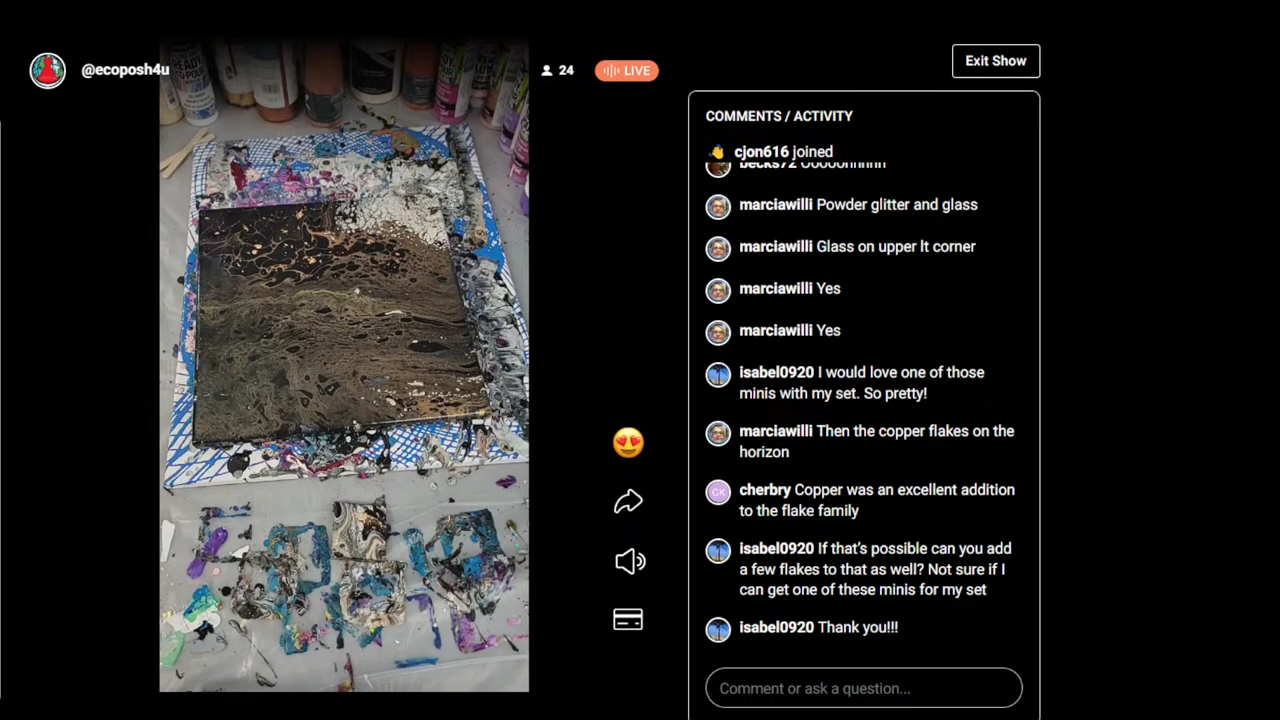 @ecoposh4u
24
LIVE
Exit Show
COMMENTS / ACTIVITY
cjon616 joined
becks72 Oooohhhhh
marciawilli Powder glitter and glass
marciawilli Glass on upper lt corner
marciawilli Yes
marciawilli Yes
isabel0920 I would love one of those
minis with my set. So pretty!
marciawilli Then the copper flakes on the
horizon
CK
cherbry Copper was an excellent addition
to the flake family
isabel0920 If that's possible can you add
a few flakes to that as well? Not sure if I
can get one of these minis for my set
isabel0920 Thank you!!!
Comment or ask a question...